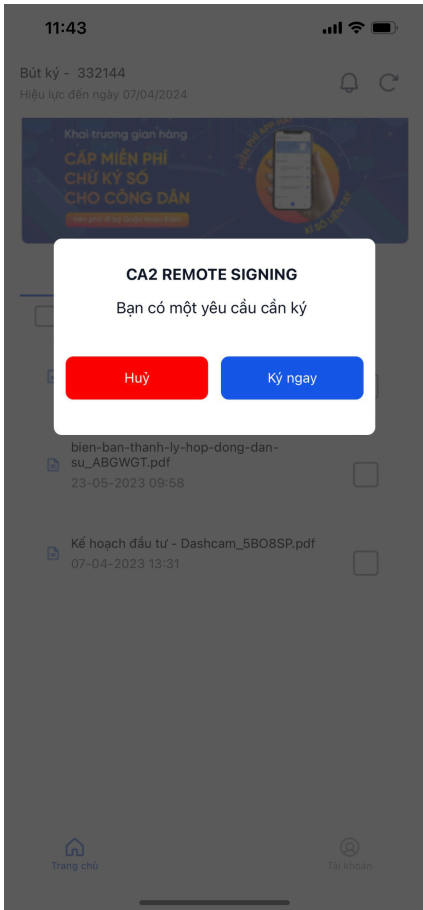 11:43
Bút ký - 332144
Hiệu lực đến ngày 07/04/2024
Khai trương gian hàng
CẤP MIỄN PHÍ
CHỮ KÝ SỐ
CHO CÔNG DÂN
CA2 REMOTE SIGNING
Bạn có một yêu cầu cần ký
Huỷ
Ký ngay
bien-ban-thanh-ly-hop-dong-dan-
su_ABGWGT.pdf
23-05-2023 09:58
Kế hoạch đầu tư - Dashcam_5BO8SP.pdf
07-04-2023 13:31
Trang chủ
Tài khoản